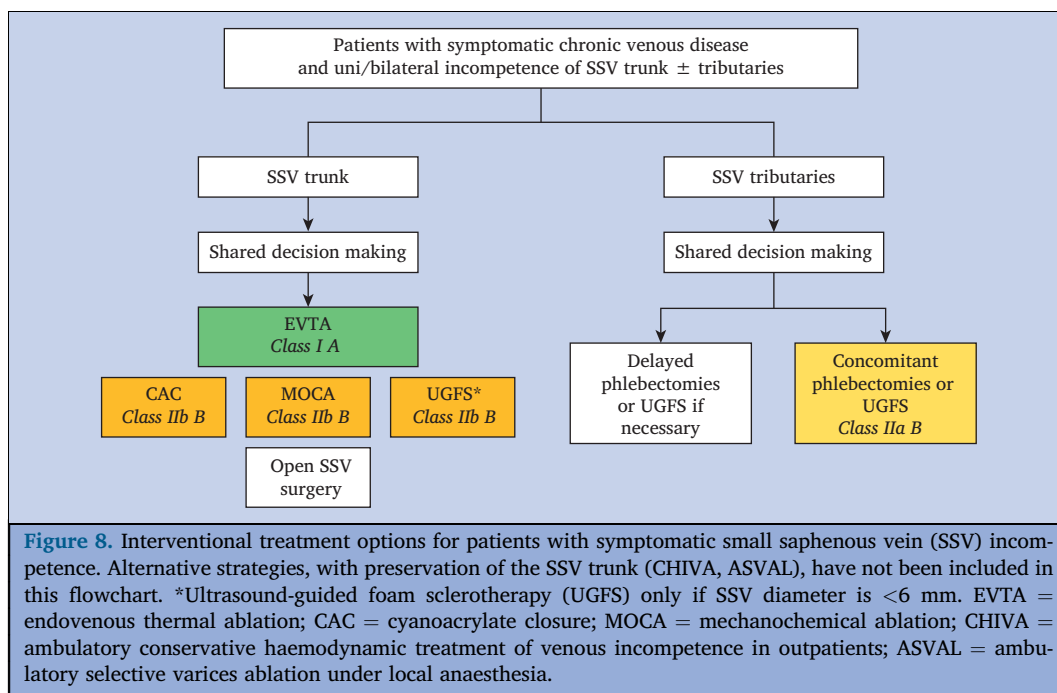 Patients with symptomatic chronic venous disease
and uni/bilateral incompetence of SSV trunk ± tributaries
SSV trunk
SSV tributaries
Shared decision making
Shared decision making
EVTA
Class I A
CAC
Class IIb B
MOCA
Class IIb B
UGFS*
Class IIb B
Open SSV
surgery
Delayed
phlebectomies
or UGFS if
necessary
Concomitant
phlebectomies or
UGFS
Class IIa B
Figure 8. Interventional treatment options for patients with symptomatic small saphenous vein (SSV) incom-
petence. Alternative strategies, with preservation of the SSV trunk (CHIVA, ASVAL), have not been included in
this flowchart. *Ultrasound-guided foam sclerotherapy (UGFS) only if SSV diameter is <6 mm. EVTA =
endovenous thermal ablation; CAC = cyanoacrylate closure; MOCA = mechanochemical ablation; CHIVA =
ambulatory conservative haemodynamic treatment of venous incompetence in outpatients; ASVAL = ambu-
latory selective varices ablation under local anaesthesia.